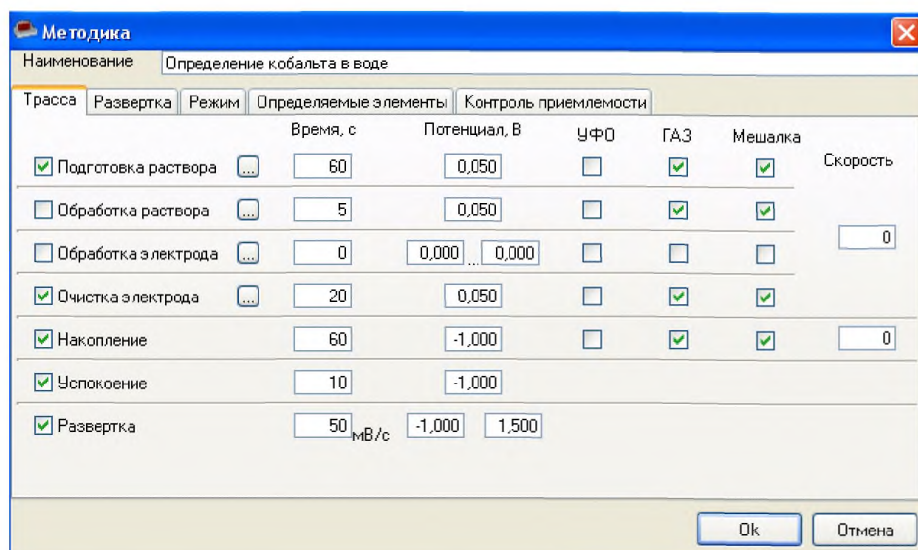 Методика
Наименование Определение кобальта в воде
Трасса Развертка Режим Определяемые элементы Контроль приемлемости
Время, с Потенциал, В УФО ГАЗ Мешалка Скорость
Подготовка раствора ... 60 0,050
Обработка раствора ... 5 0,050
0
Обработка электрода ... 0 0,000 ... 0,000
Очистка электрода ... 20 0,050
Накопление 60 -1,000 0
Успокоение 10 -1,000
Развертка 50 мВ/с -1,000 1,500
Ok Отмена